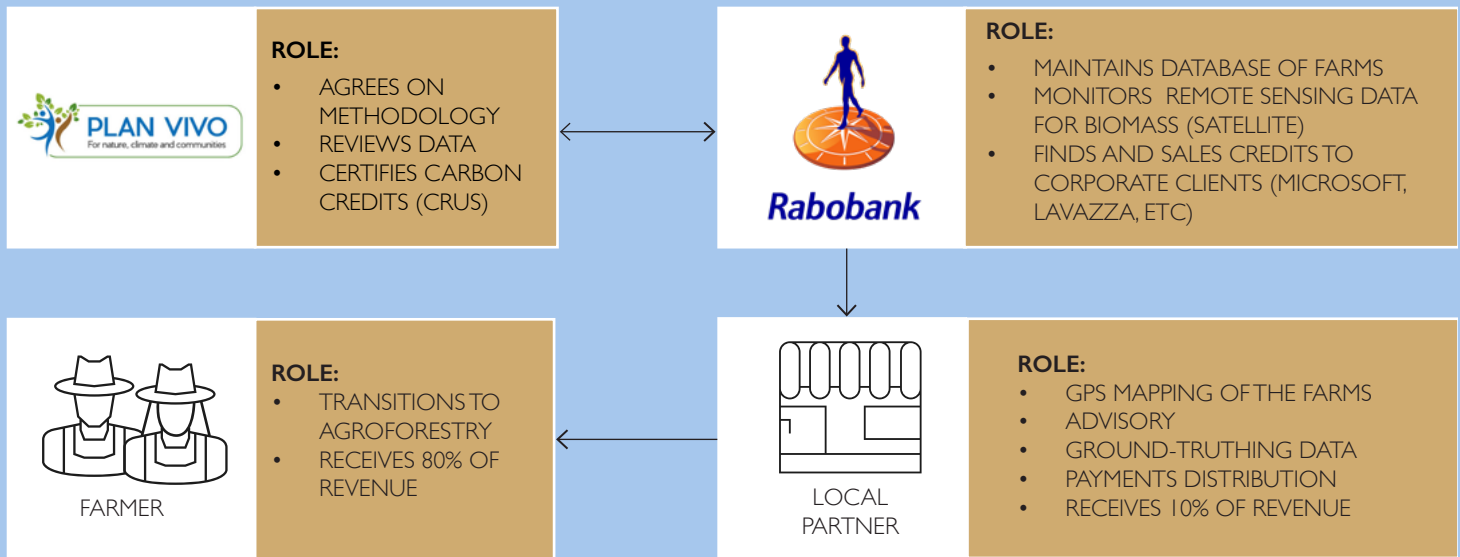 PLAN VIVO
For nature, climate and communities
ROLE:
• AGREES ON
METHODOLOGY
• REVIEWS DATA
• CERTIFIES CARBON
CREDITS (CRUS)
Rabobank
ROLE:
• MAINTAINS DATABASE OF FARMS
• MONITORS REMOTE SENSING DATA
FOR BIOMASS (SATELLITE)
• FINDS AND SALES CREDITS TO
CORPORATE CLIENTS (MICROSOFT,
LAVAZZA, ETC)
FARMER
ROLE:
• TRANSITIONS TO
AGROFORESTRY
• RECEIVES 80% OF
REVENUE
LOCAL
PARTNER
ROLE:
• GPS MAPPING OF THE FARMS
• ADVISORY
• GROUND-TRUTHING DATA
• PAYMENTS DISTRIBUTION
• RECEIVES 10% OF REVENUE